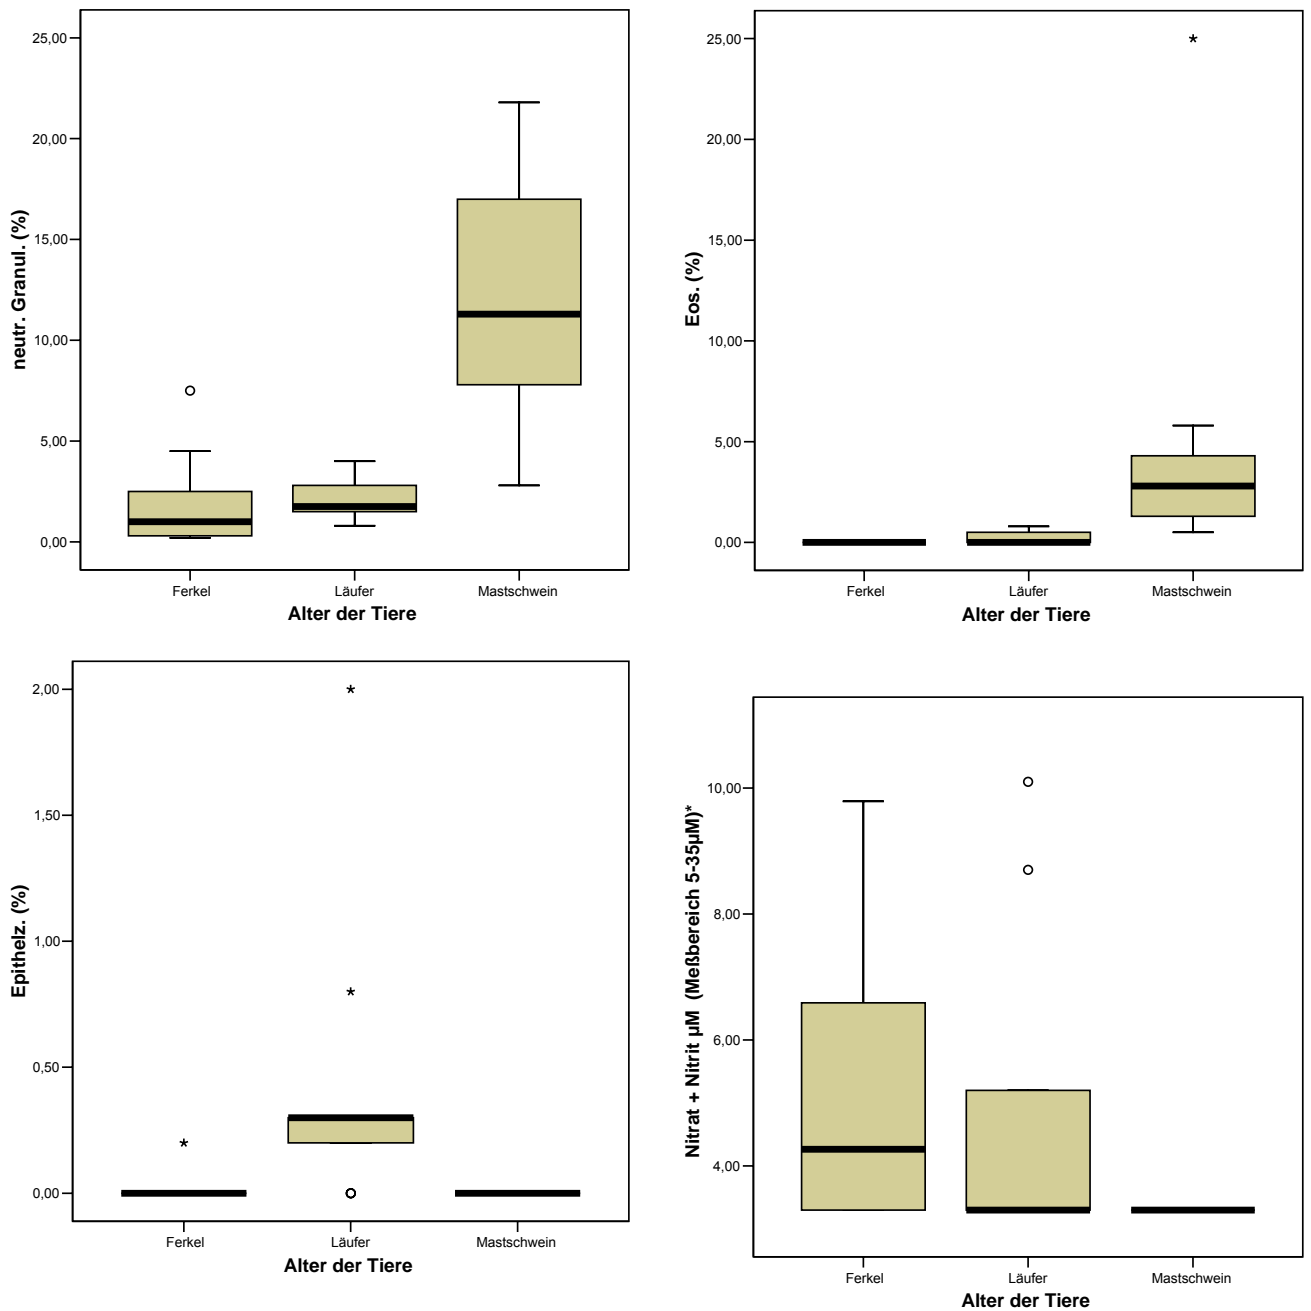 neutr. Granul. (%)
25,00
20,00
15,00
10,00
5,00
0,00
Ferkel
Läufer
Mastschwein
Alter der Tiere
Eos. (%)
25,00
20,00
15,00
10,00
5,00
0,00
Ferkel
Läufer
Mastschwein
Alter der Tiere
Epithelz. (%)
2,00
1,50
1,00
0,50
0,00
Ferkel
Läufer
Mastschwein
Alter der Tiere
Nitrat + Nitrit µM (Meßbereich 5-35µM)*
10,00
8,00
6,00
4,00
Ferkel
Läufer
Mastschwein
Alter der Tiere